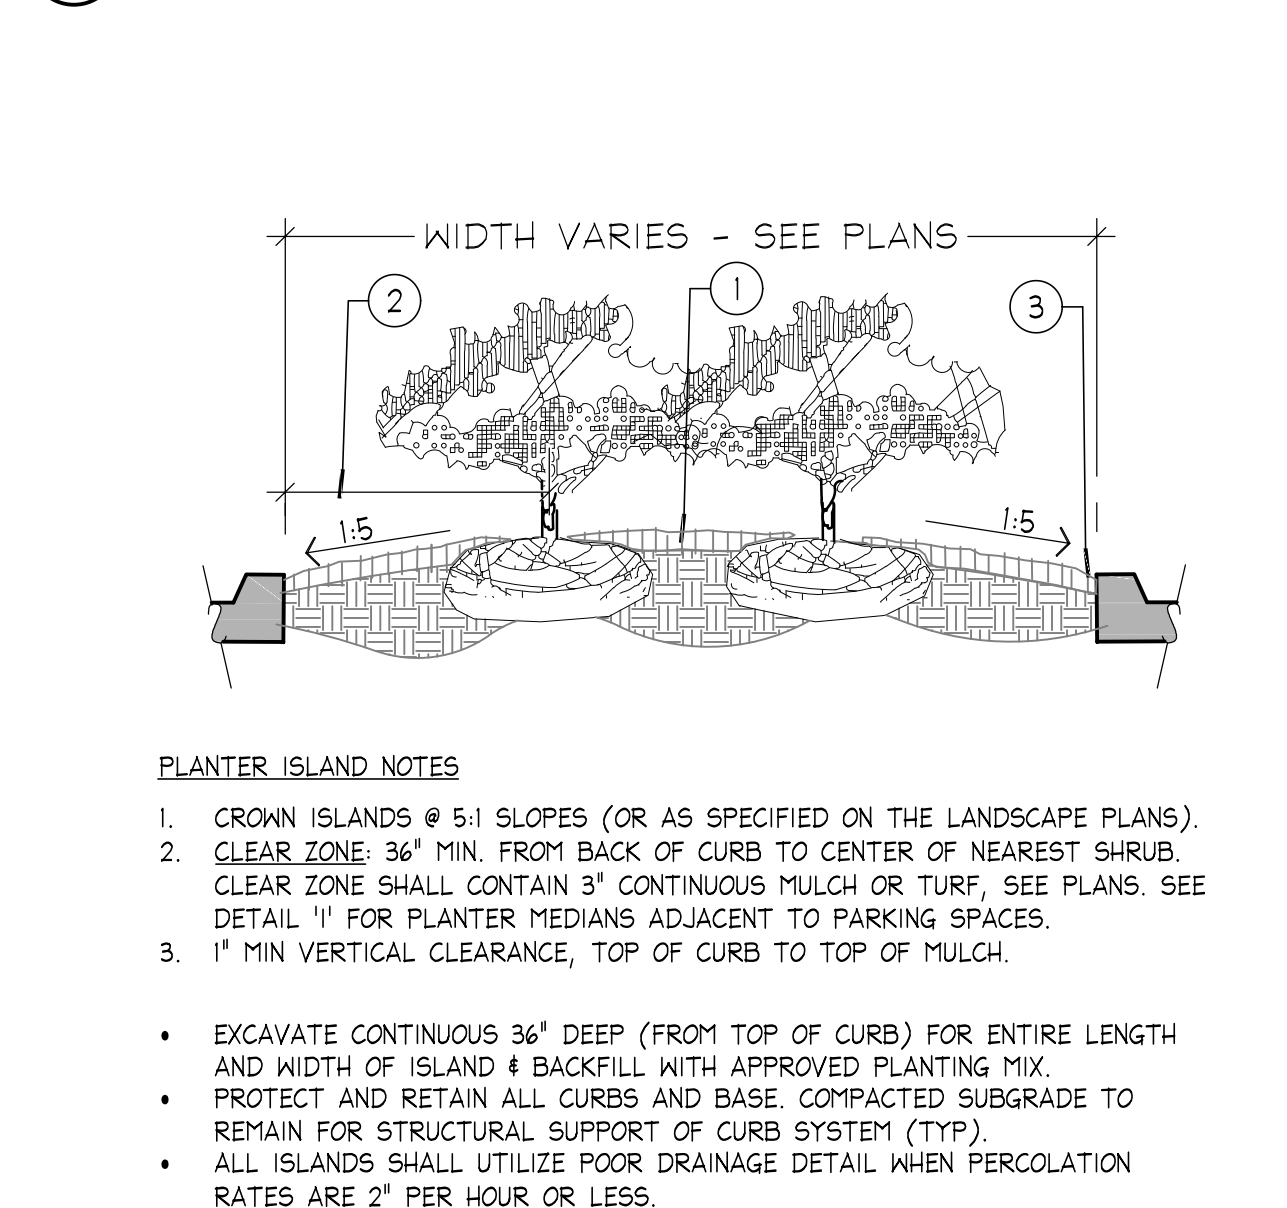 WIDTH VARIES - SEE PLANS
2
1
3
1:5
1:5
PLANTER ISLAND NOTES
1. CROWN ISLANDS @ 5:1 SLOPES (OR AS SPECIFIED ON THE LANDSCAPE PLANS).
2. CLEAR ZONE: 36" MIN. FROM BACK OF CURB TO CENTER OF NEAREST SHRUB.
CLEAR ZONE SHALL CONTAIN 3" CONTINUOUS MULCH OR TURF, SEE PLANS. SEE
DETAIL 'I' FOR PLANTER MEDIANS ADJACENT TO PARKING SPACES.
3. 1" MIN VERTICAL CLEARANCE, TOP OF CURB TO TOP OF MULCH.
• EXCAVATE CONTINUOUS 36" DEEP (FROM TOP OF CURB) FOR ENTIRE LENGTH
AND WIDTH OF ISLAND & BACKFILL WITH APPROVED PLANTING MIX.
• PROTECT AND RETAIN ALL CURBS AND BASE. COMPACTED SUBGRADE TO
REMAIN FOR STRUCTURAL SUPPORT OF CURB SYSTEM (TYP).
• ALL ISLANDS SHALL UTILIZE POOR DRAINAGE DETAIL WHEN PERCOLATION
RATES ARE 2" PER HOUR OR LESS.